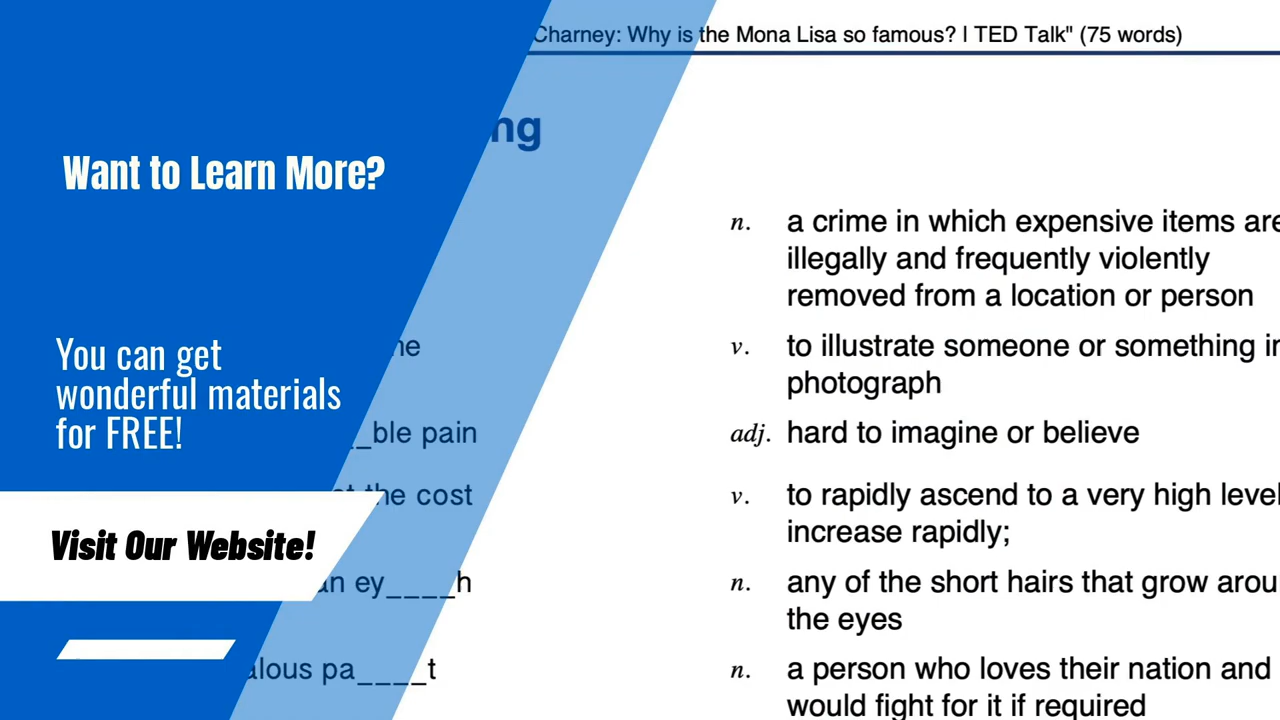 Charney: Why is the Mona Lisa so famous? | TED Talk" (75 words)
ng
Want to Learn More?
n. a crime in which expensive items are
illegally and frequently violently
removed from a location or person
You can get
wonderful materials
for FREE!
he
v. to illustrate someone or something in
photograph
_ble pain
adj. hard to imagine or believe
the cost
v. to rapidly ascend to a very high level
increase rapidly;
Visit Our Website!
an ey____h
n. any of the short hairs that grow arou
the eyes
alous pa____t
n. a person who loves their nation and
would fight for it if required